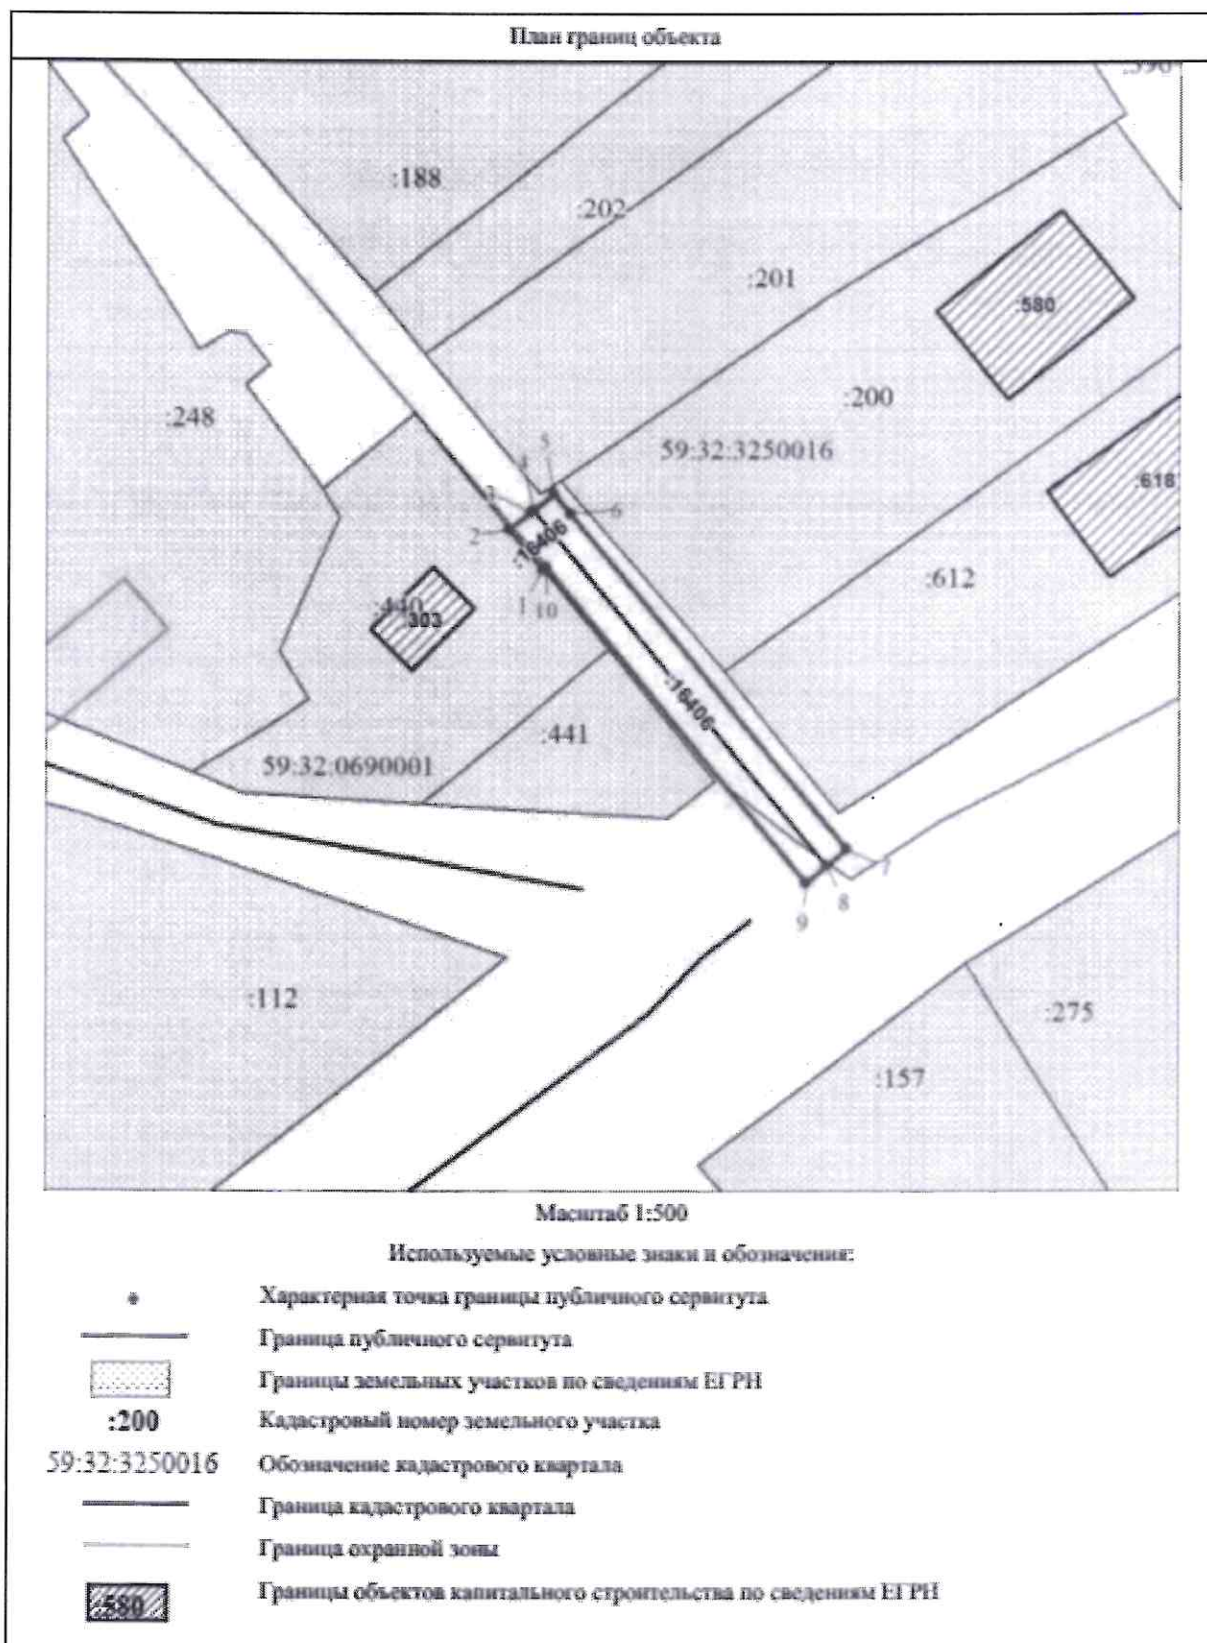 План границ объекта
:188
:202
:201
:580
:248
:200
59:32:3250016
:618
5
4
3
6
2
:16406
1
10
:612
:440
303
:16406
:441
59:32:0690001
7
8
9
:112
:275
:157
Масштаб 1:500
Используемые условные знаки и обозначения:
Характерная точка границы публичного сервитута
Граница публичного сервитута
Границы земельных участков по сведениям ЕГРН
:200 Кадастровый номер земельного участка
59:32:3250016 Обозначение кадастрового квартала
Граница кадастрового квартала
Граница охранной зоны
:580 Границы объектов капитального строительства по сведениям ЕГРН